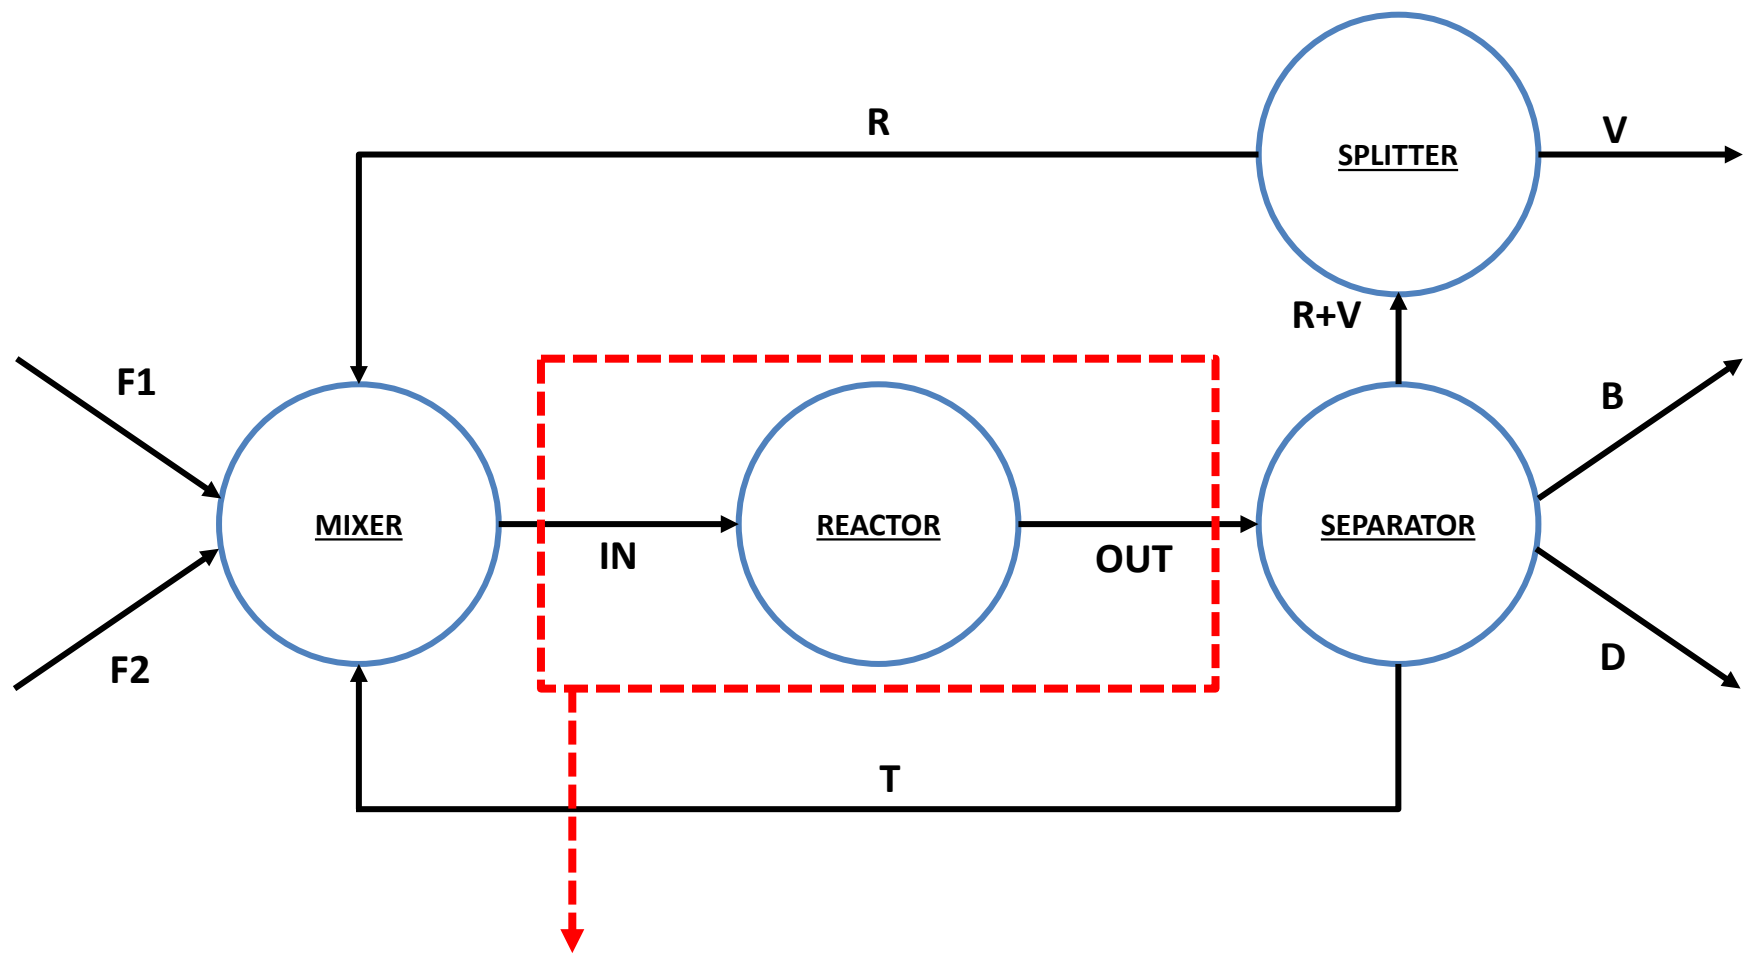 R
V
SPLITTER
R+V
F1
B
MIXER
REACTOR
SEPARATOR
IN
OUT
F2
D
T